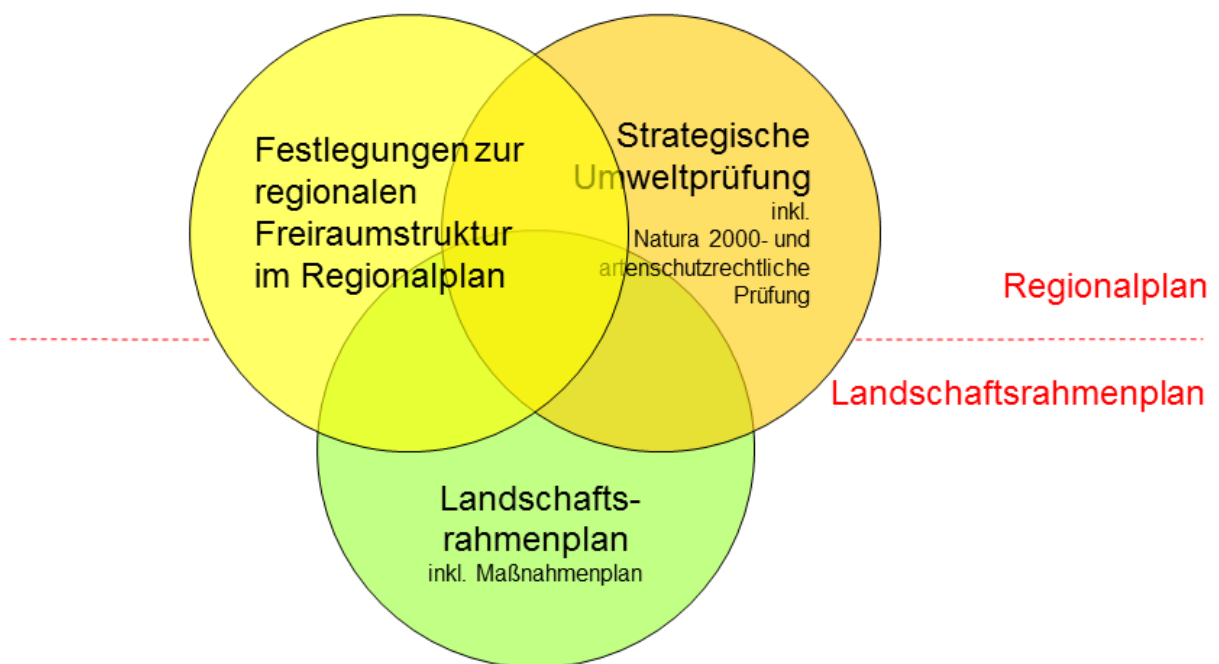 Festlegungen zur
regionalen
Freiraumstruktur
im Regionalplan
Strategische
Umweltprüfung
inkl.
Natura 2000- und
artenschutzrechtliche
Prüfung
Regionalplan
Landschaftsrahmenplan
Landschafts-
rahmenplan
inkl. Maßnahmenplan